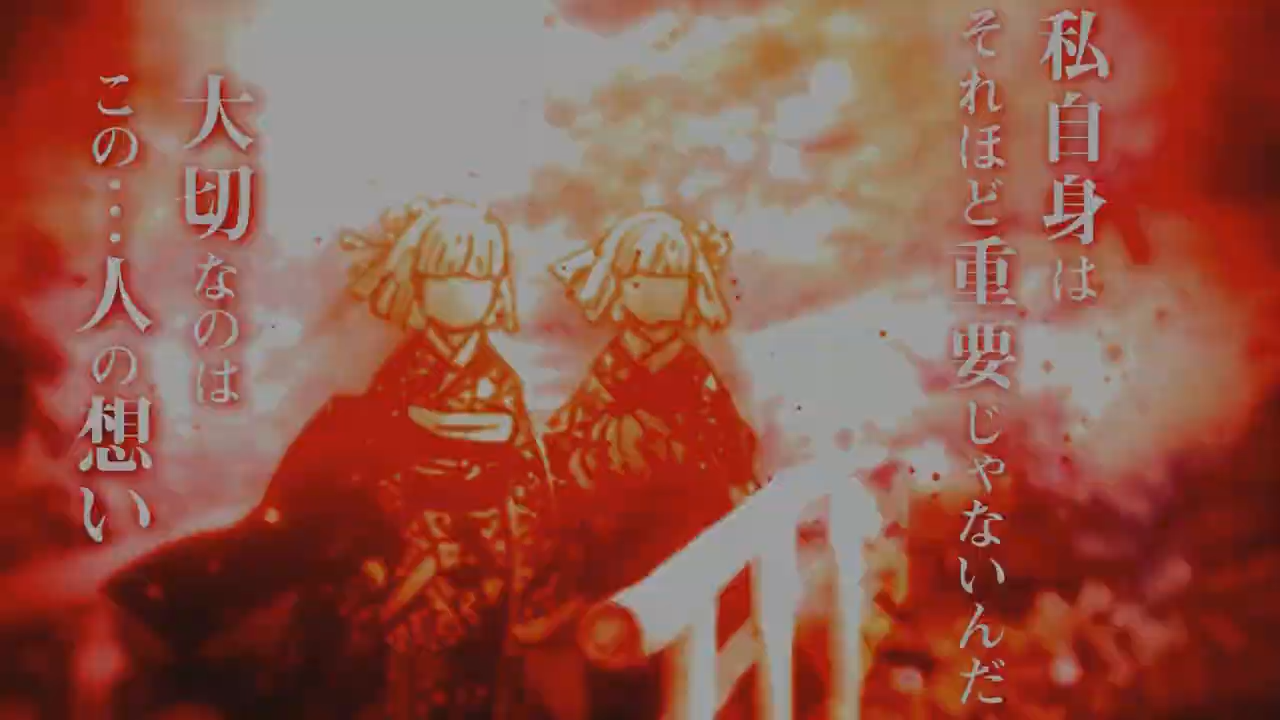 私自身は
それほど重要じゃないんだ
大切なのは
この…人の想い